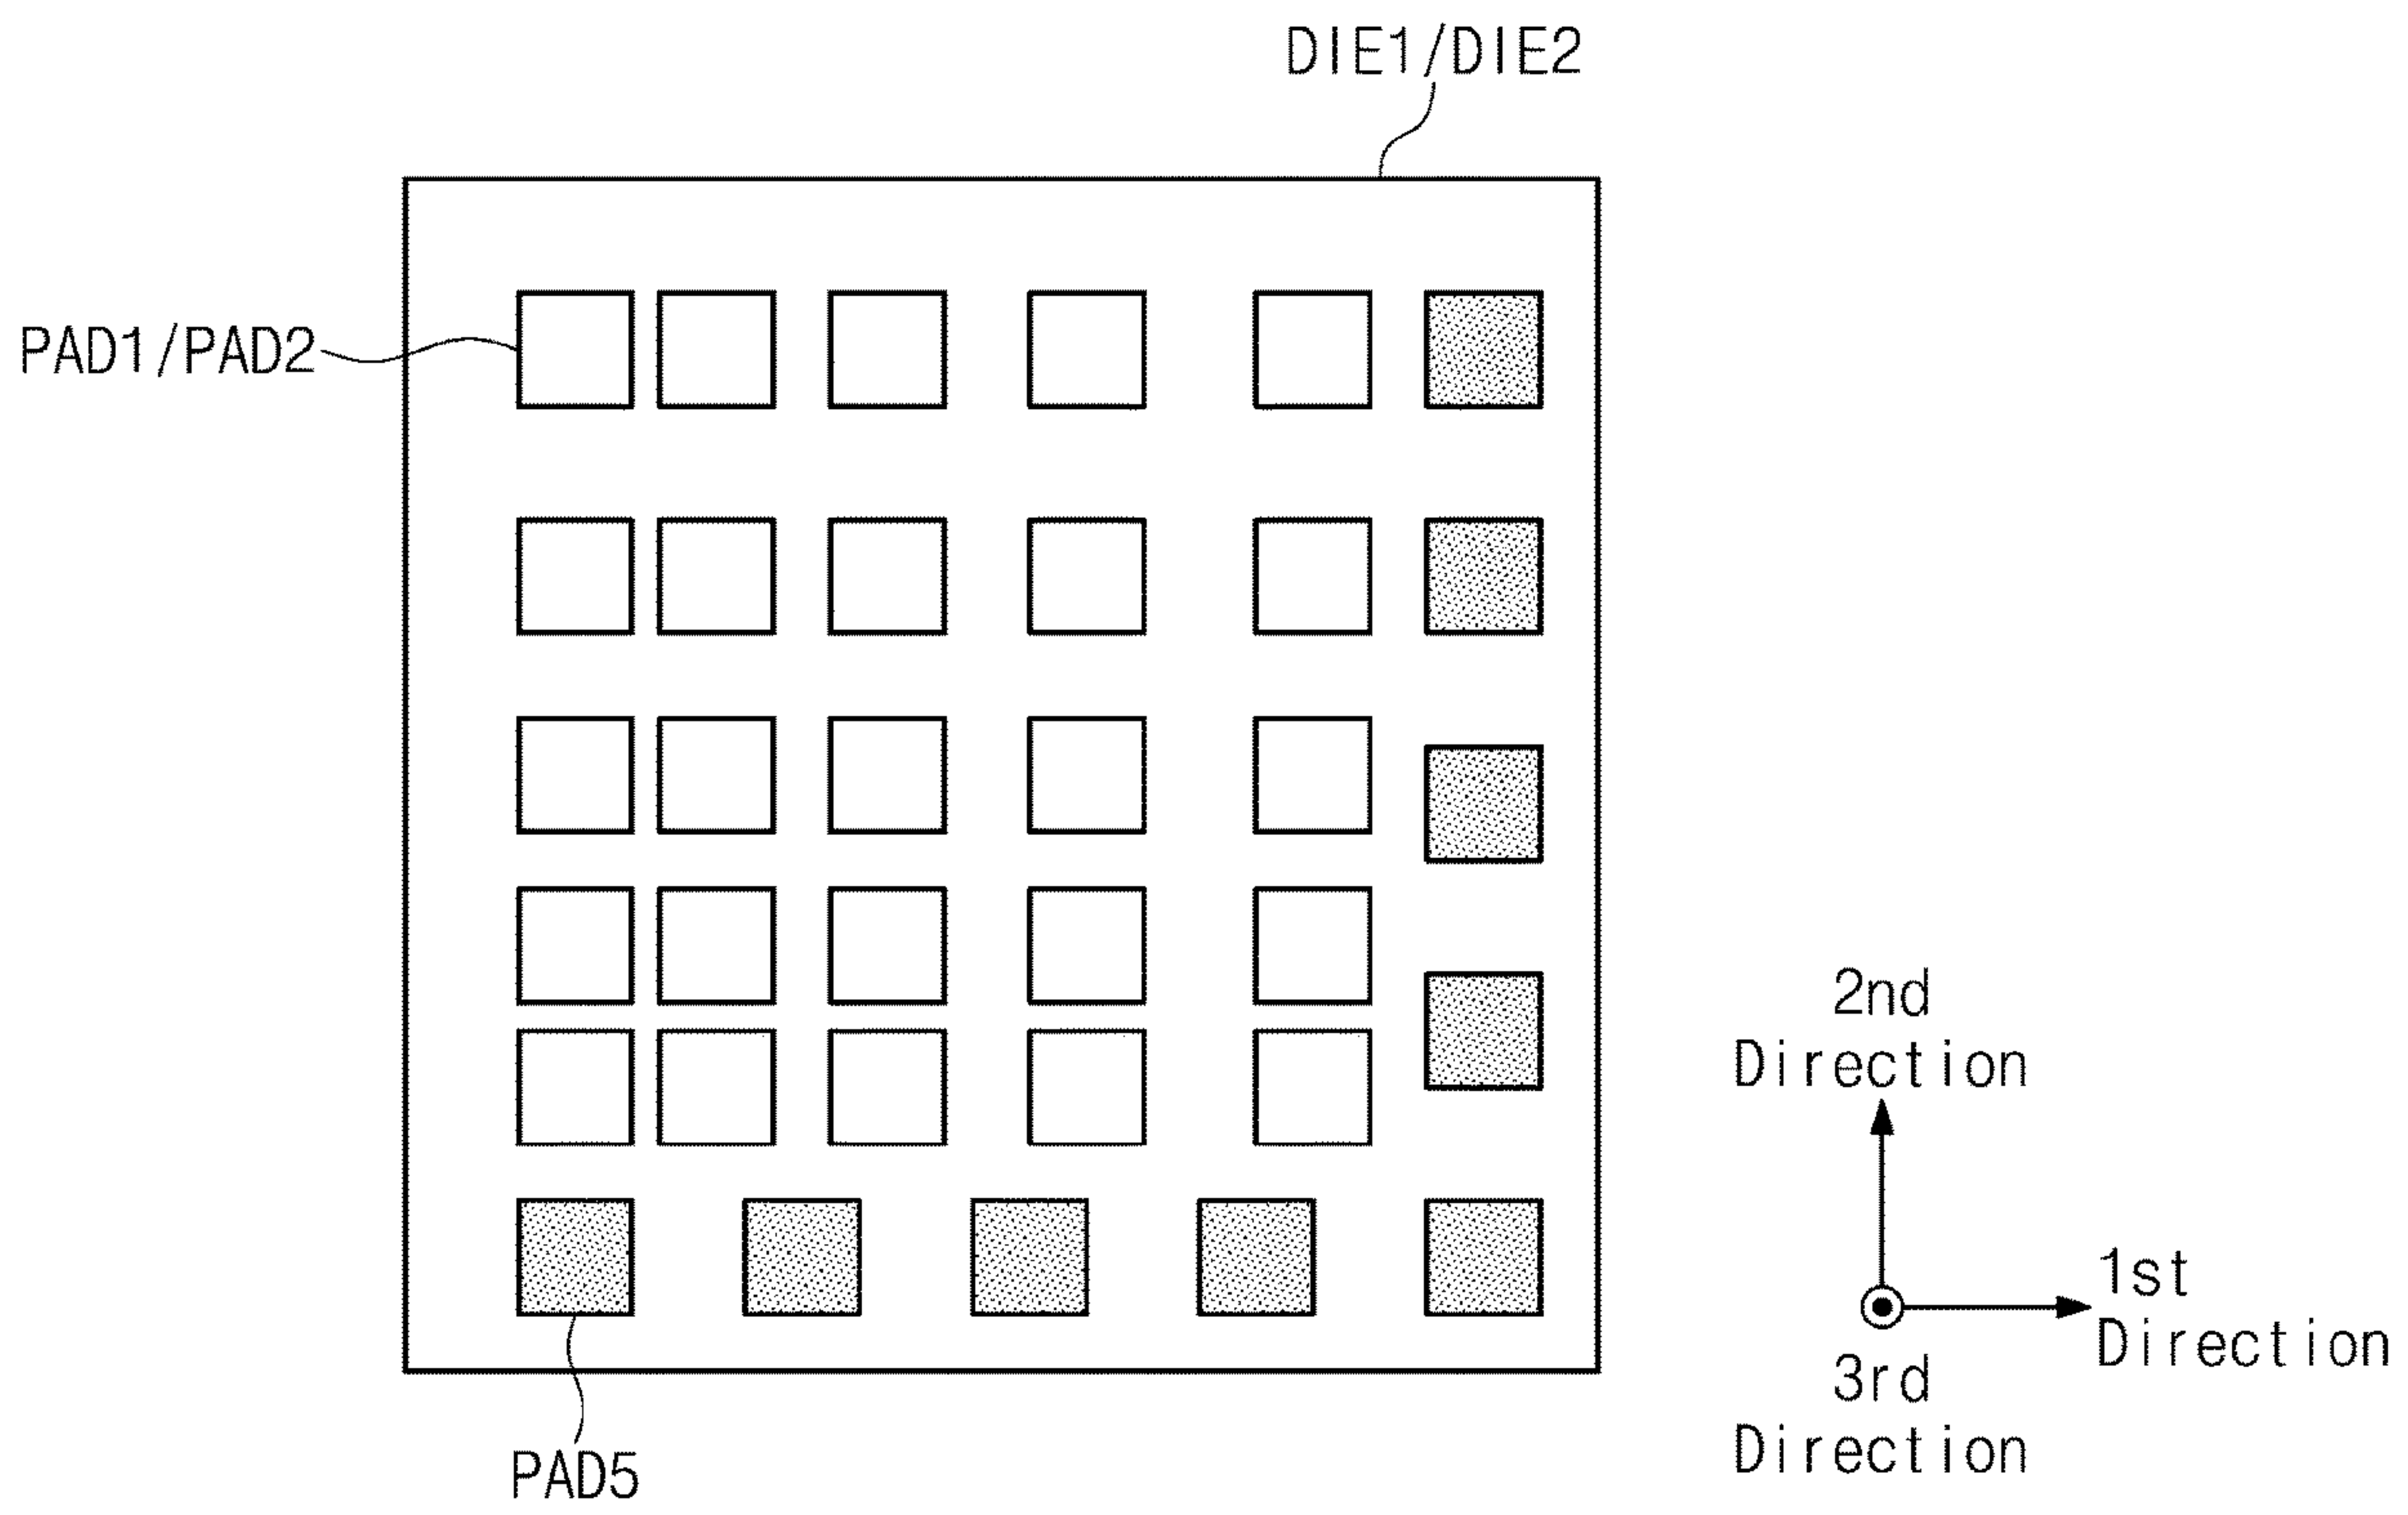 DIE1/DIE2
PAD1/PAD2
2nd
Direction
1st
Direction
3rd
Direction
PAD5